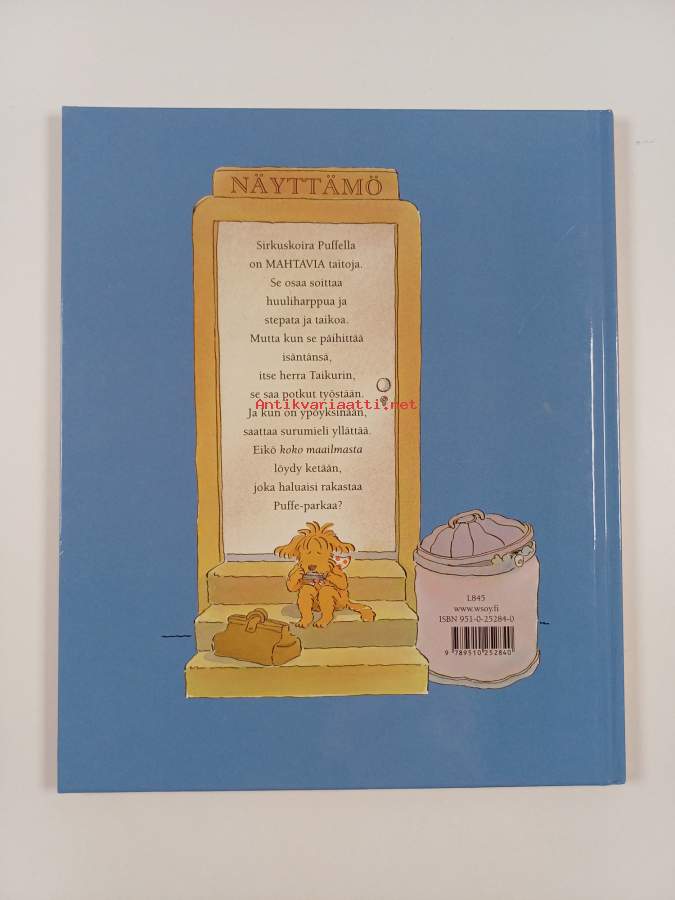 NÄYTTÄMÖ
Sirkuskoira Puffella
on MAHTAVIA taitoja.
Se osaa soittaa
huuliharppua ja
stepata ja taikoa.
Mutta kun se päihittää
isäntänsä,
itse herra Taikurin,
se saa potkut työstään.
Antikvariaatti.net
Ja kun on ypöyksinään,
saattaa surumieli yllättää.
Eikö koko maailmasta
löydy ketään,
joka haluaisi rakastaa
Puffe-parkaa?
L845
www.wsoy.fi
ISBN 951-0-25284-0
9 789510 252840